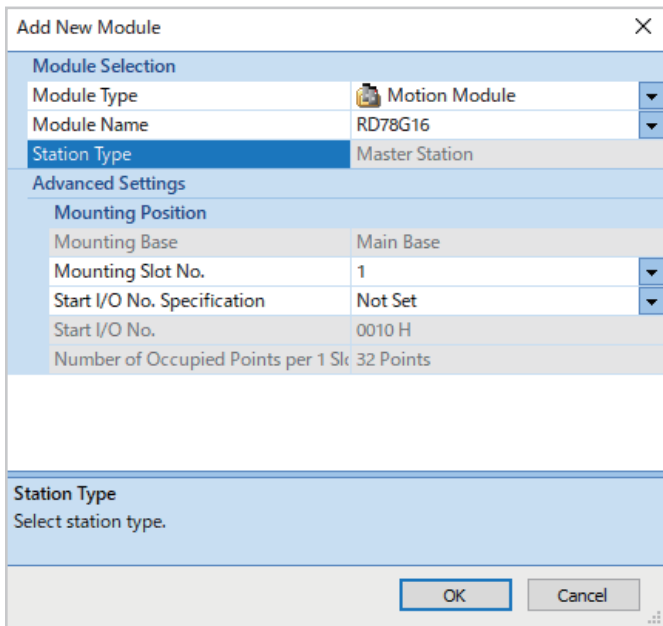 Add New Module
Module Selection
Module Type Motion Module
Module Name RD78G16
Station Type Master Station
Advanced Settings
Mounting Position
Mounting Base Main Base
Mounting Slot No. 1
Start I/O No. Specification Not Set
Start I/O No. 0010 H
Number of Occupied Points per 1 Slo 32 Points
Station Type
Select station type.
OK Cancel